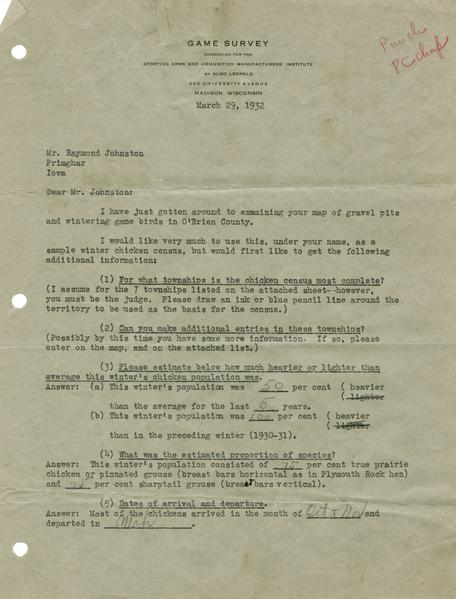 GAME SURVEY
CONDUCTED FOR THE
SPORTING ARMS AND AMMUNITION MANUFACTURERS' INSTITUTE
BY ALDO LEOPOLD
905 UNIVERSITY AVENUE
MADISON, WISCONSIN
March 29, 1932
Mr. Raymond Johnston
Primghar
Iowa
Dear Mr. Johnston:
I have just gotten around to examining your map of gravel pits
and wintering game birds in O'Brien County.
I would like very much to use this, under your name, as a
sample winter chicken census, but would first like to get the following
additional information:
(1) For what townships is the chicken census most complete?
(I assume for the 7 townships listed on the attached sheet--however,
you must be the judge. Please draw an ink or blue pencil line around the
territory to be used as the basis for the census.)
(2) Can you make additional entries in these townships?
(Possibly by this time you have some more information. If so, please
enter on the map, and on the attached list.)
(3) Please estimate below how much heavier or lighter than
average this winter's chicken population was.
Answer: (a) This winter's population was 50 per cent ( heavier
( lighter
than the average for the last 5 years.
(b) This winter's population was 100 per cent ( heavier
( lighter
than in the preceding winter (1930-31).
(4) What was the estimated proportion of species?
Answer: This winter's population consisted of 75 per cent true prairie
chicken or pinnated grouse (breast bars horizontal as in Plymouth Rock hen)
and per cent sharptail grouse (breast bars vertical).
(5) Dates of arrival and departure.
Answer: Most of the chickens arrived in the month of Oct & Nov and
departed in Mch.